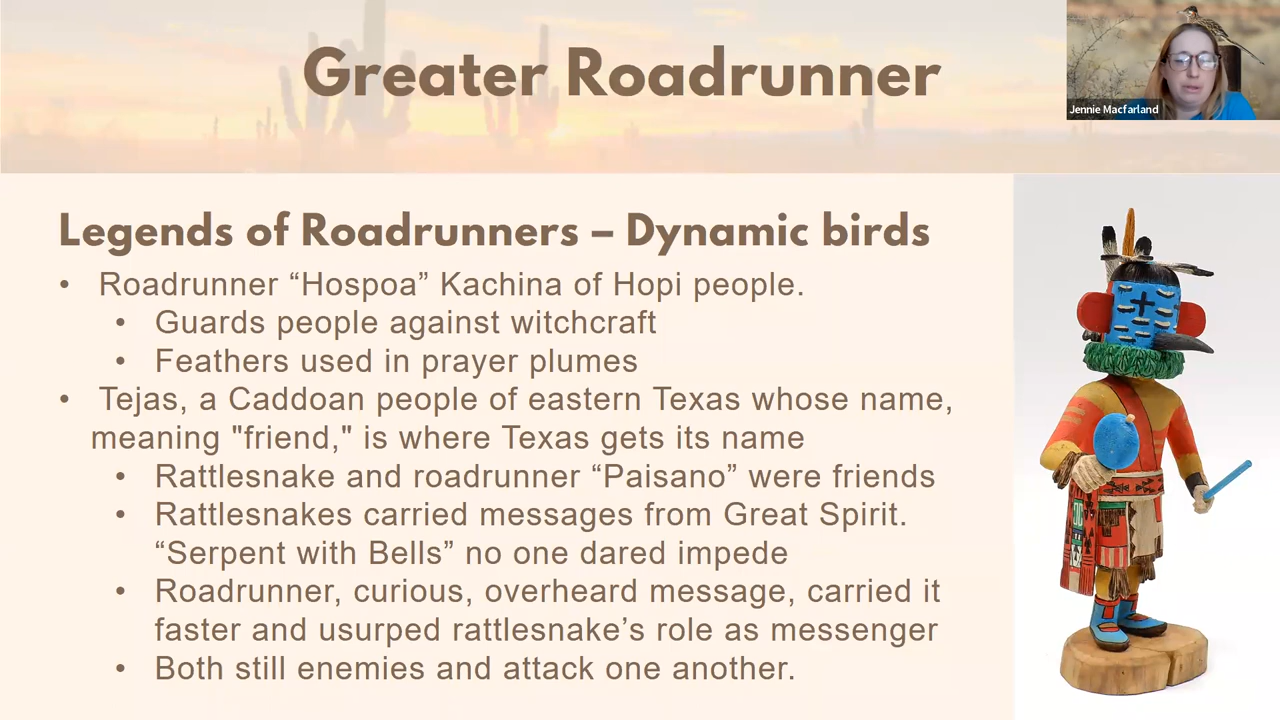 Greater Roadrunner
Jennie Macfarland
Legends of Roadrunners – Dynamic birds
• Roadrunner “Hospoa” Kachina of Hopi people.
• Guards people against witchcraft
• Feathers used in prayer plumes
• Tejas, a Caddoan people of eastern Texas whose name,
meaning "friend," is where Texas gets its name
• Rattlesnake and roadrunner “Paisano” were friends
• Rattlesnakes carried messages from Great Spirit.
“Serpent with Bells” no one dared impede
• Roadrunner, curious, overheard message, carried it
faster and usurped rattlesnake’s role as messenger
• Both still enemies and attack one another.